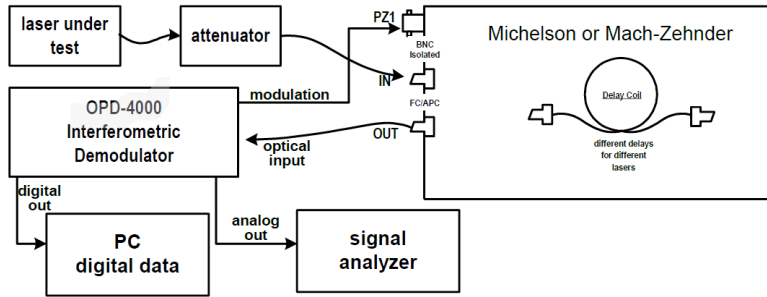 laser under
test
attenuator
PZ1
BNC
Isolated
Michelson or Mach-Zehnder
IN
modulation
FC/APC
OUT
OPD-4000
Interferometric
Demodulator
optical
input
Delay Coil
different delays
for different
lasers
digital
out
analog
out
PC
digital data
signal
analyzer